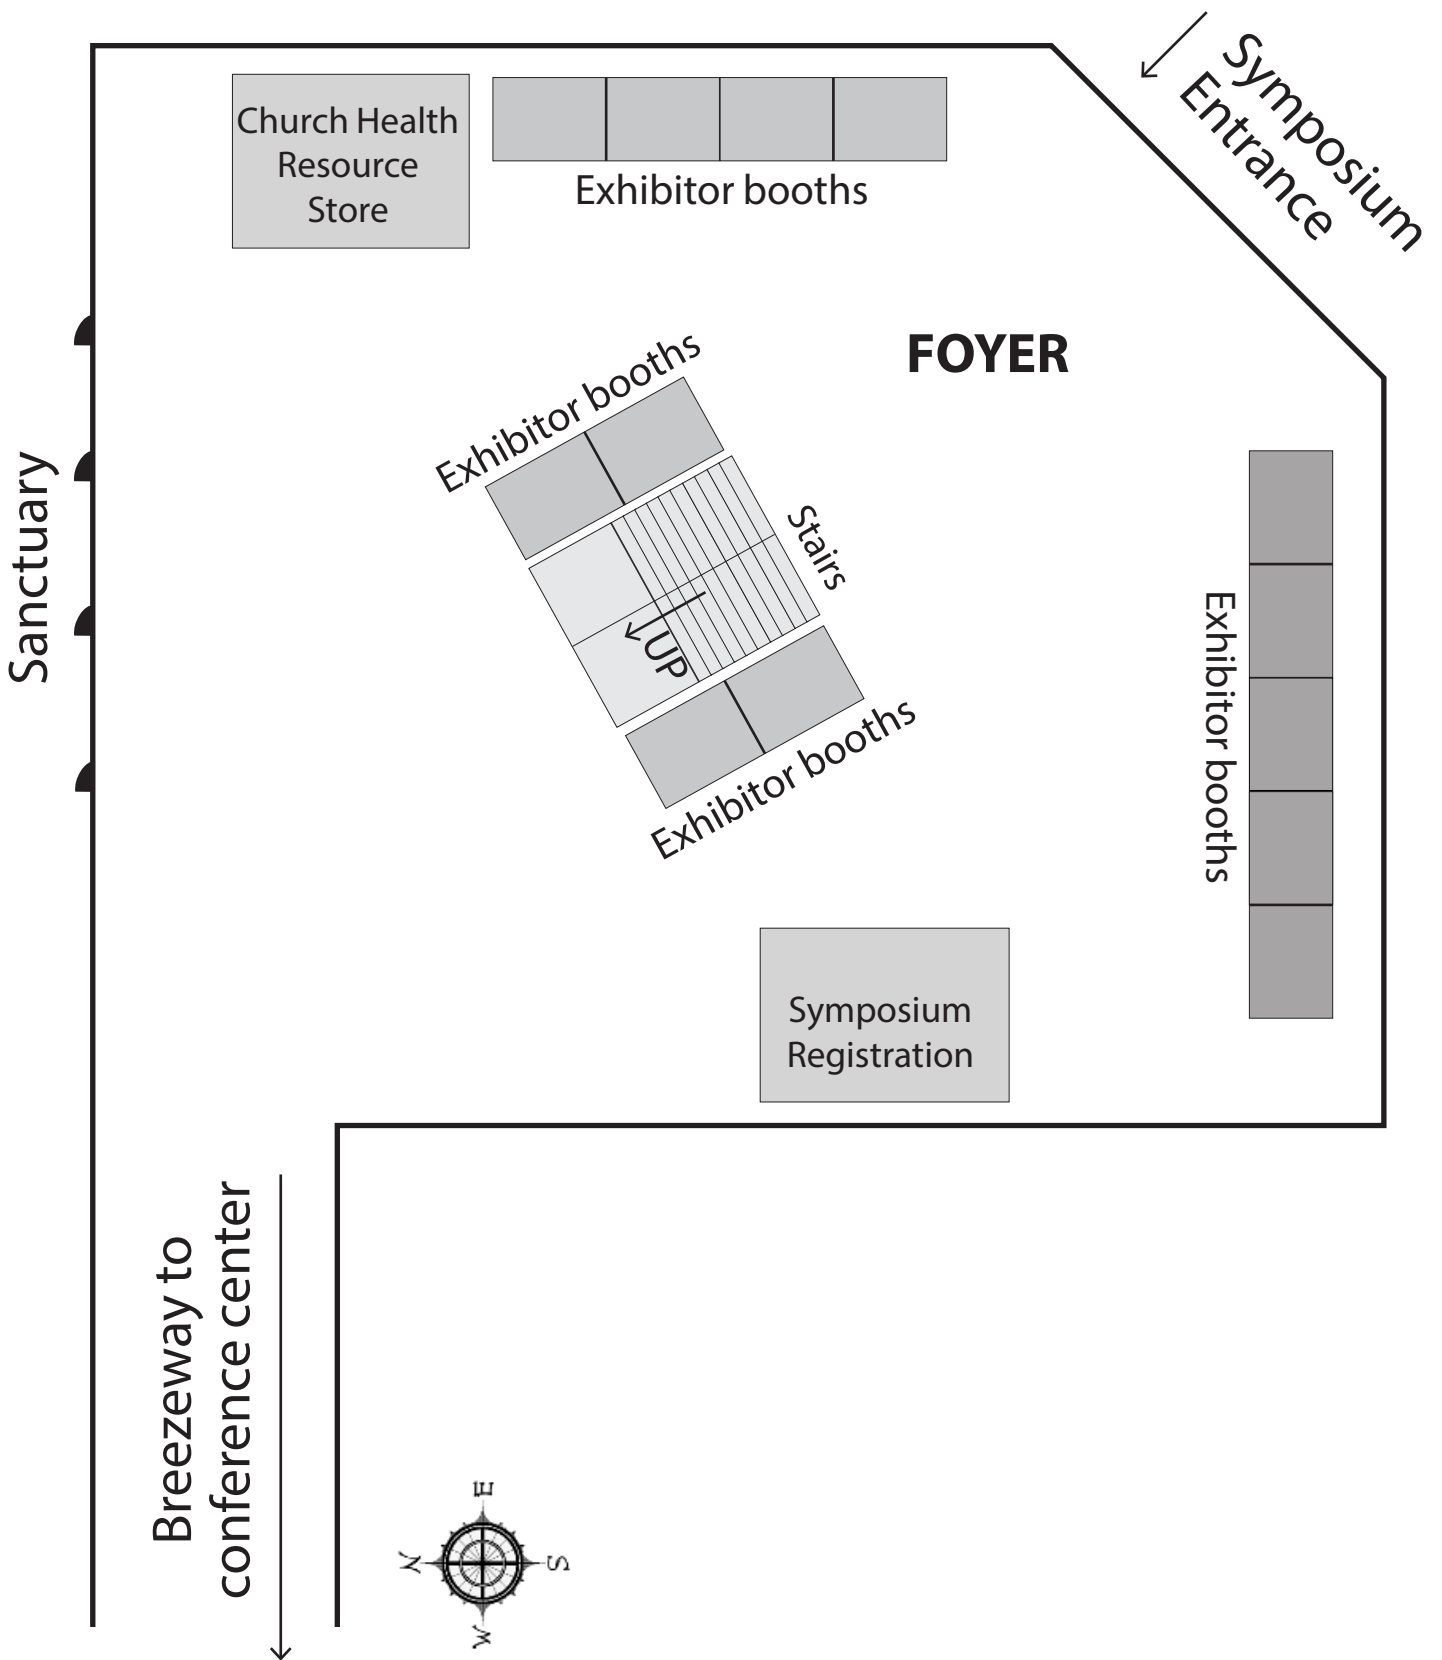 Symposium
Entrance
Church Health
Resource
Store
Exhibitor booths
FOYER
Exhibitor booths
Stairs
UP
Exhibitor booths
Sanctuary
Exhibitor booths
Symposium
Registration
Breezeway to
conference center
E
N
S
W